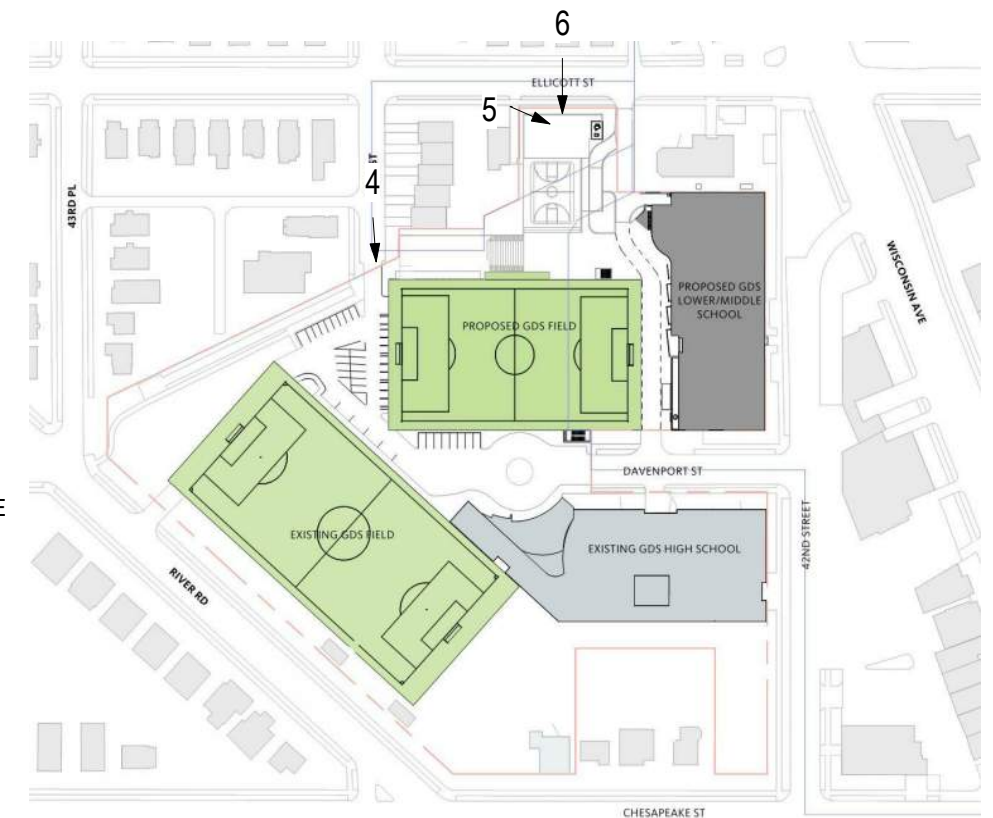 6
ELLICOTT ST
5
ST
4
43RD PL
WISCONSIN AVE
PROPOSED GDS
LOWER/MIDDLE
SCHOOL
PROPOSED GDS FIELD
DAVENPORT ST
E
EXISTING GDS FIELD
EXISTING GDS HIGH SCHOOL
42ND STREET
RIVER RD
CHESAPEAKE ST